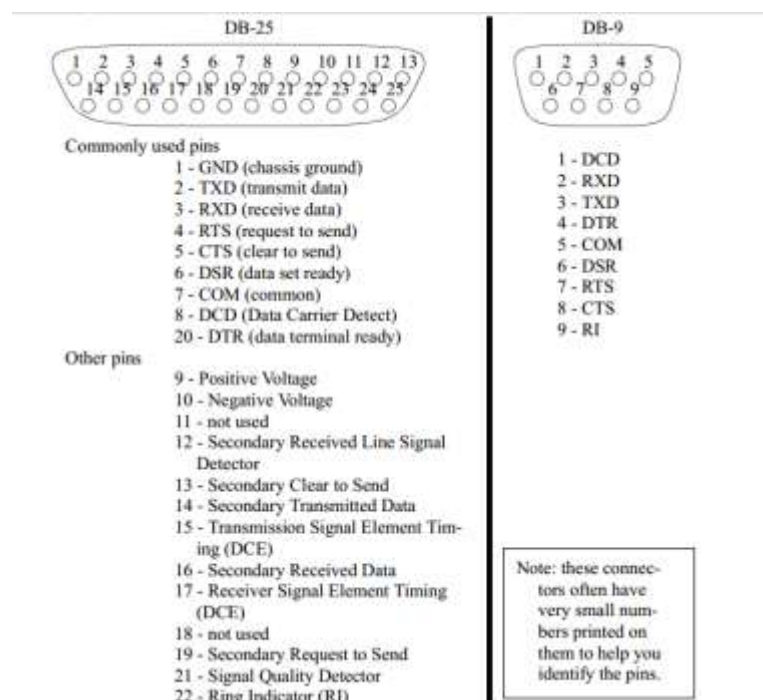 DB-25
1 2 3 4 5 6 7 8 9 10 11 12 13
14 15 16 17 18 19 20 21 22 23 24 25
Commonly used pins
1 - GND (chassis ground)
2 - TXD (transmit data)
3 - RXD (receive data)
4 - RTS (request to send)
5 - CTS (clear to send)
6 - DSR (data set ready)
7 - COM (common)
8 - DCD (Data Carrier Detect)
20 - DTR (data terminal ready)
Other pins
9 - Positive Voltage
10 - Negative Voltage
11 - not used
12 - Secondary Received Line Signal
Detector
13 - Secondary Clear to Send
14 - Secondary Transmitted Data
15 - Transmission Signal Element Tim-
ing (DCE)
16 - Secondary Received Data
17 - Receiver Signal Element Timing
(DCE)
18 - not used
19 - Secondary Request to Send
21 - Signal Quality Detector
22 - Ring Indicator (RI)
DB-9
1 2 3 4 5
6 7 8 9
1 - DCD
2 - RXD
3 - TXD
4 - DTR
5 - COM
6 - DSR
7 - RTS
8 - CTS
9 - RI
Note: these connec-
tors often have
very small num-
bers printed on
them to help you
identify the pins.